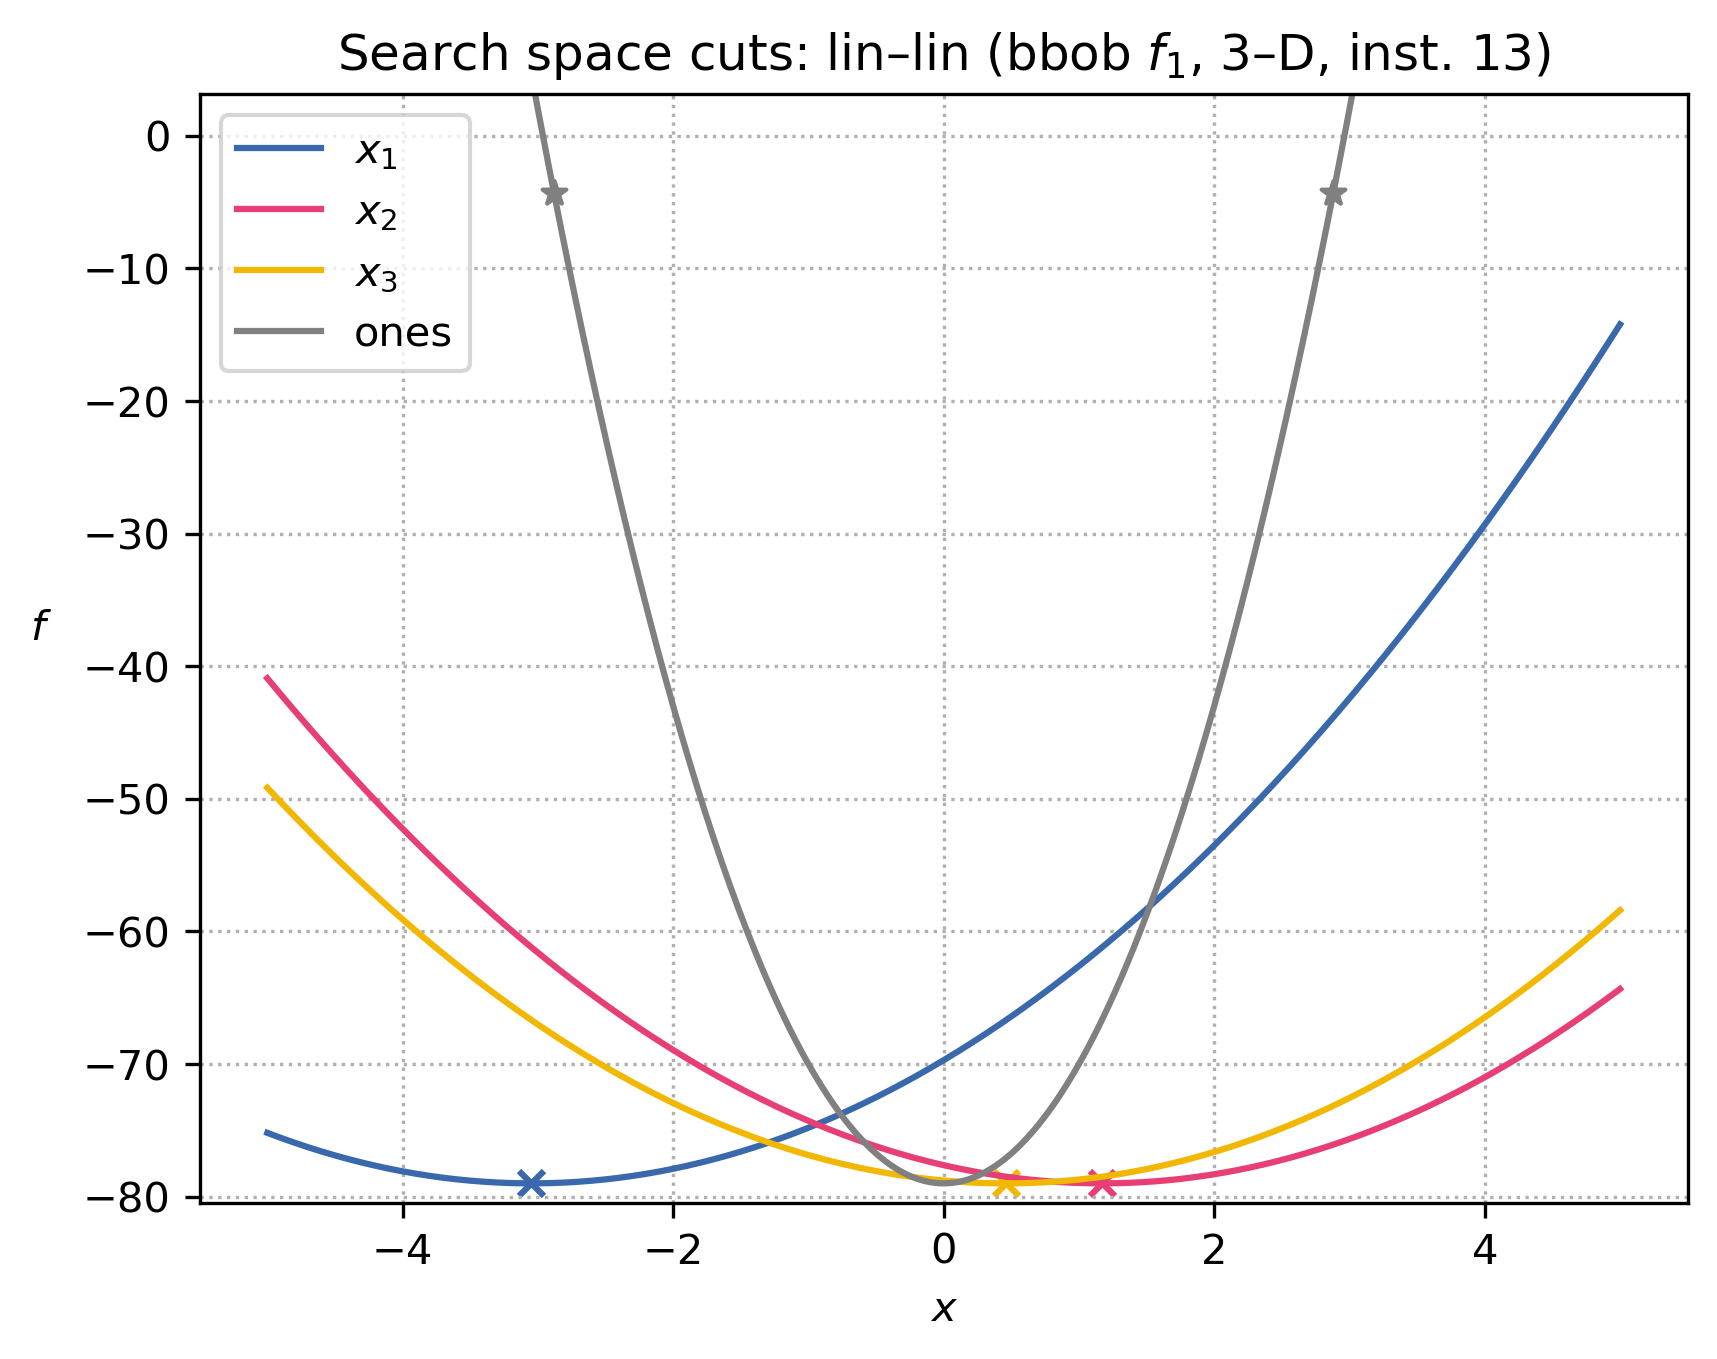 Search space cuts: lin–lin (bbob f₁, 3–D, inst. 13)
x₁
x₂
x₃
ones
0
−10
−20
−30
−40
−50
−60
−70
−80
f
−4
−2
0
2
4
x